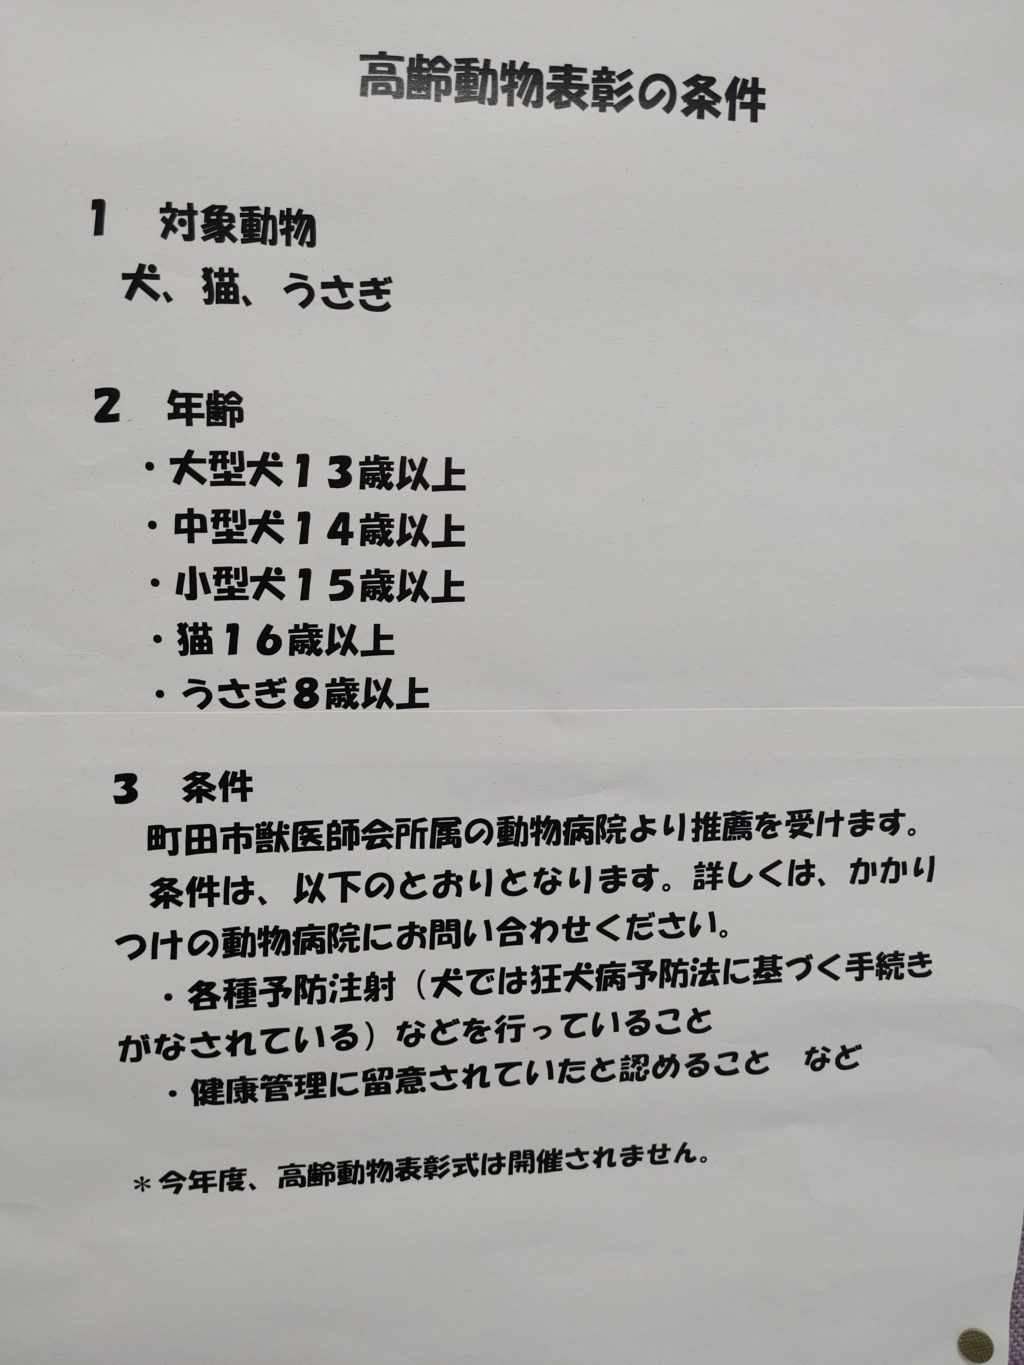 高齢動物表彰の条件
1　対象動物
犬、猫、うさぎ
2　年齢
・大型犬13歳以上
・中型犬14歳以上
・小型犬15歳以上
・猫16歳以上
・うさぎ8歳以上
3　条件
町田市獣医師会所属の動物病院より推薦を受けます。
条件は、以下のとおりとなります。詳しくは、かかり
つけの動物病院にお問い合わせください。
・各種予防注射（犬では狂犬病予防法に基づく手続き
がなされている）などを行っていること
・健康管理に留意されていたと認めること　など
＊今年度、高齢動物表彰式は開催されません。